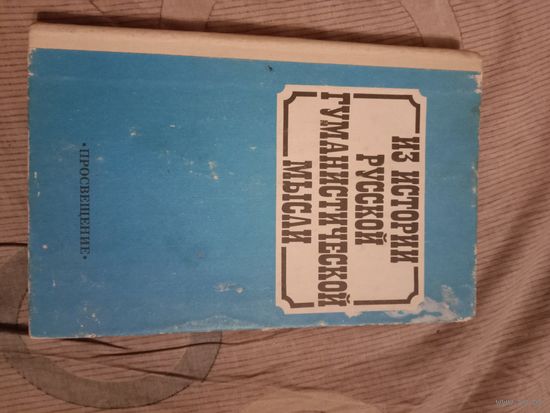 ИЗ ИСТОРИИ
РУССКОЙ
ГУМАНИСТИЧЕСКОЙ
МЫСЛИ
•ПРОСВЕЩЕНИЕ•